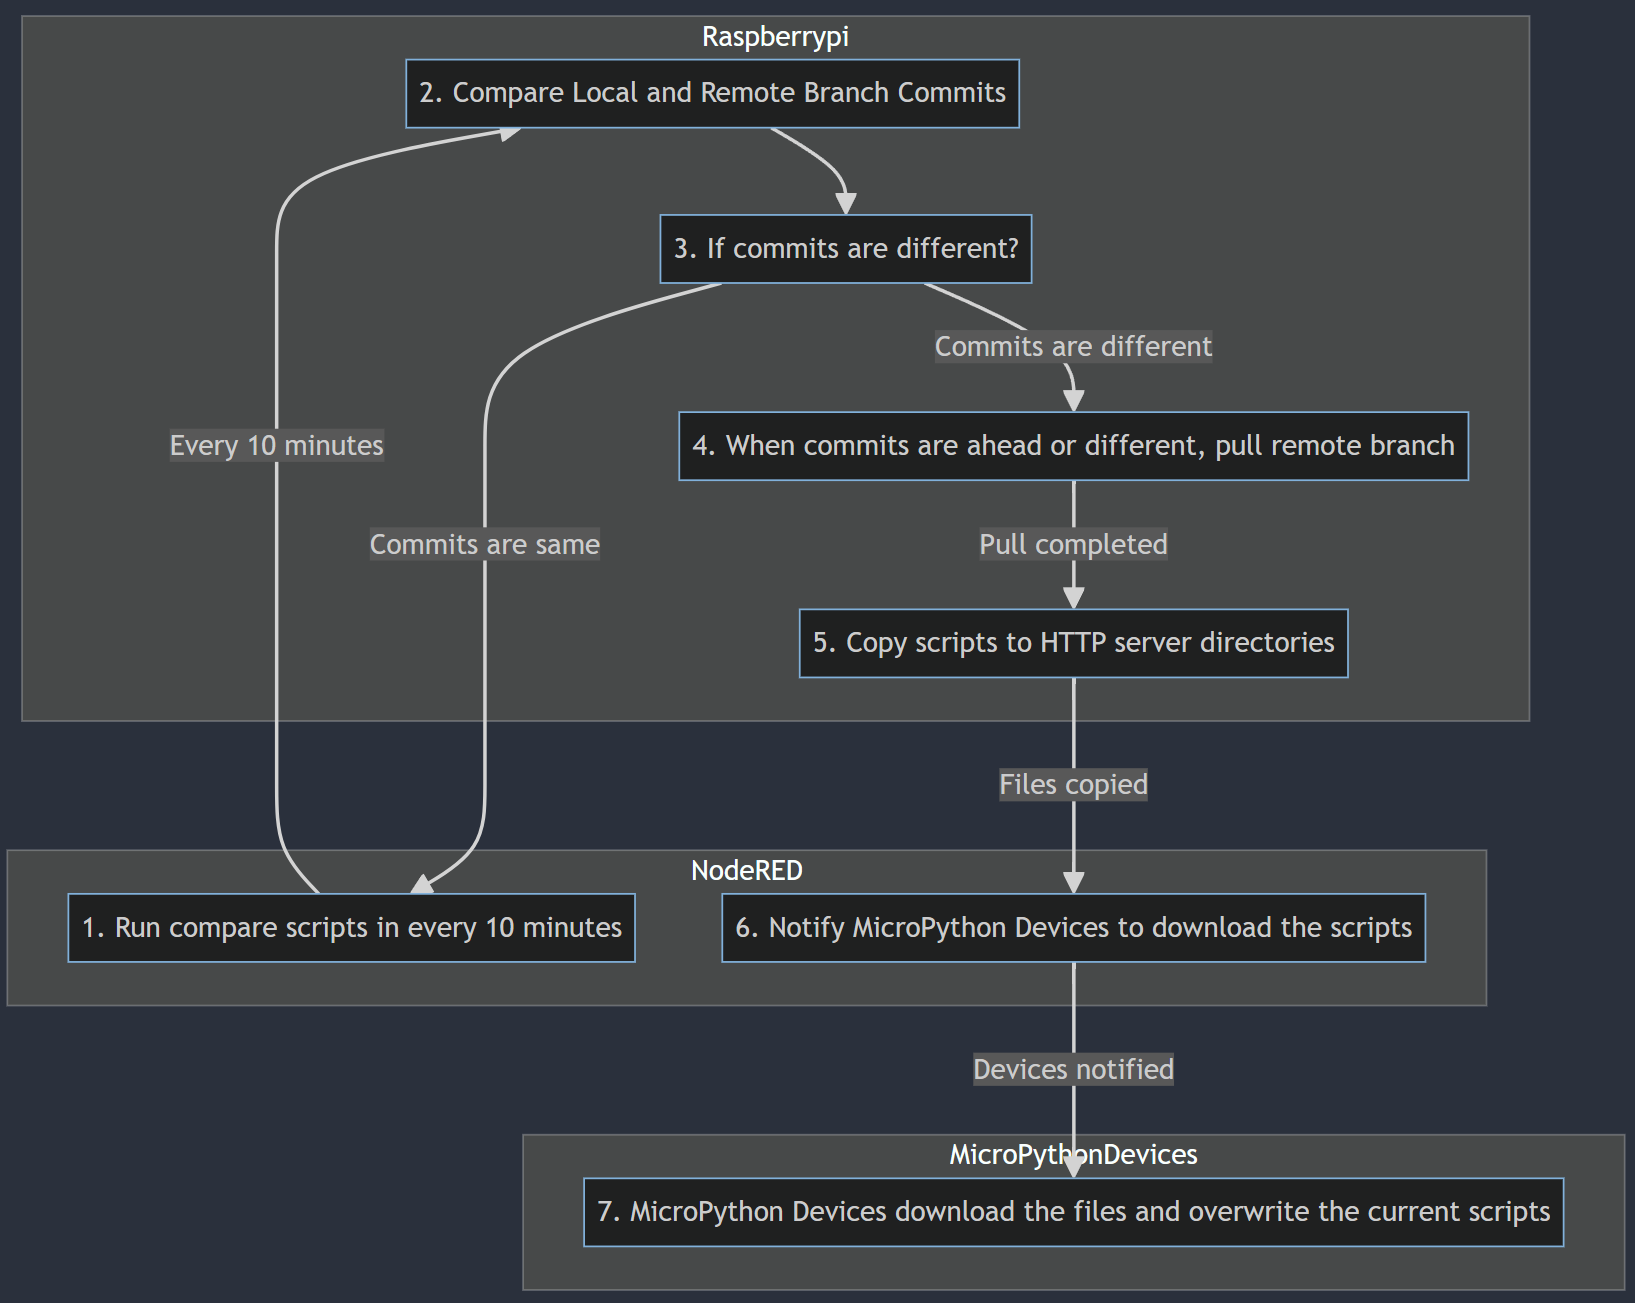 Raspberrypi
2. Compare Local and Remote Branch Commits
3. If commits are different?
Commits are different
Every 10 minutes
4. When commits are ahead or different, pull remote branch
Commits are same
Pull completed
5. Copy scripts to HTTP server directories
Files copied
NodeRED
1. Run compare scripts in every 10 minutes
6. Notify MicroPython Devices to download the scripts
Devices notified
MicroPythonDevices
7. MicroPython Devices download the files and overwrite the current scripts